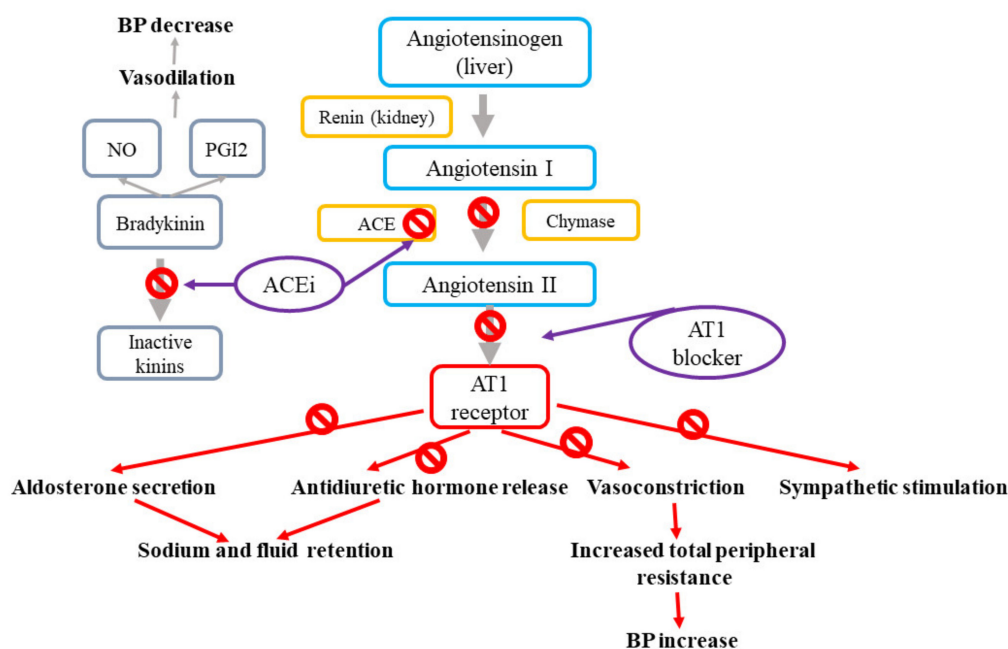 BP decrease
Vasodilation
NO
PGI2
Bradykinin
Inactive
kinins
ACEi
Angiotensinogen
(liver)
Renin (kidney)
Angiotensin I
ACE
Chymase
Angiotensin II
AT1
blocker
AT1
receptor
Aldosterone secretion
Antidiuretic hormone release
Vasoconstriction
Sympathetic stimulation
Sodium and fluid retention
Increased total peripheral
resistance
BP increase